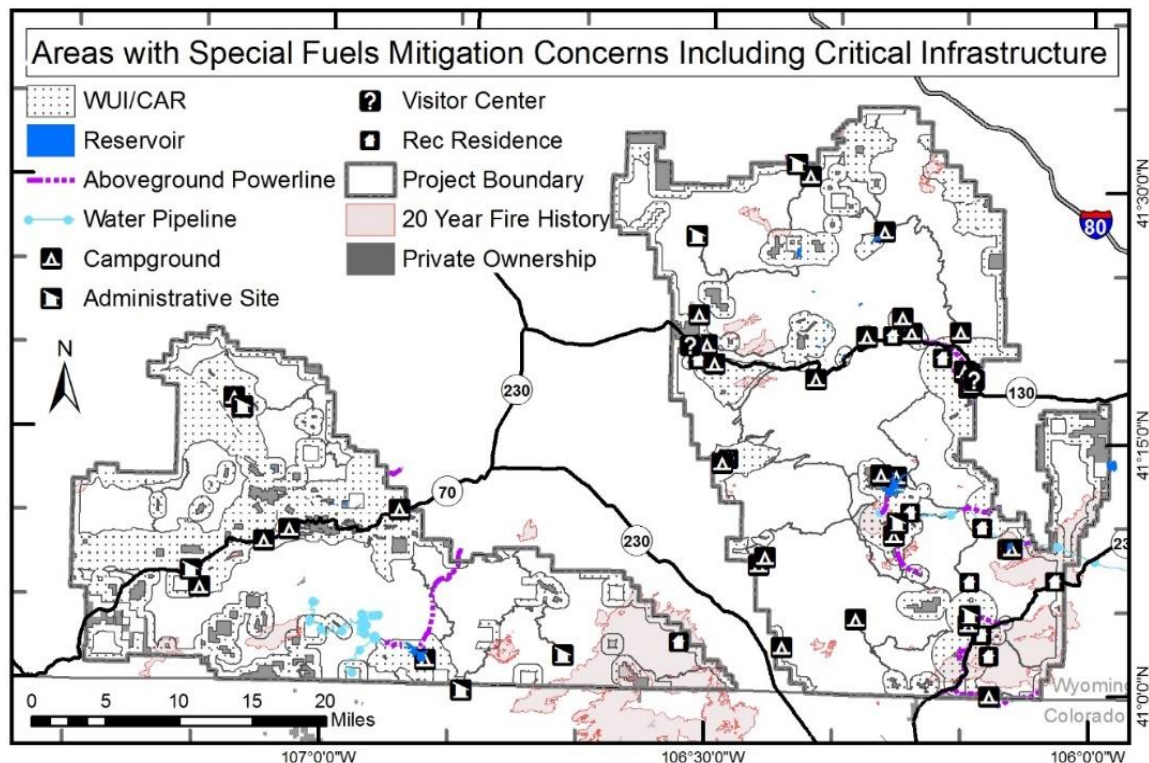 Areas with Special Fuels Mitigation Concerns Including Critical Infrastructure
WUI/CAR
Reservoir
Aboveground Powerline
Water Pipeline
Campground
Administrative Site
? Visitor Center
Rec Residence
Project Boundary
20 Year Fire History
Private Ownership
N
80
230
130
70
230
23
?
?
0 5 10 15 20
Miles
Wyoming
Colorado
41°30'N
41°15'0"N
41°0'0"N
107°0'0"W
106°30'0"W
106°0'0"W